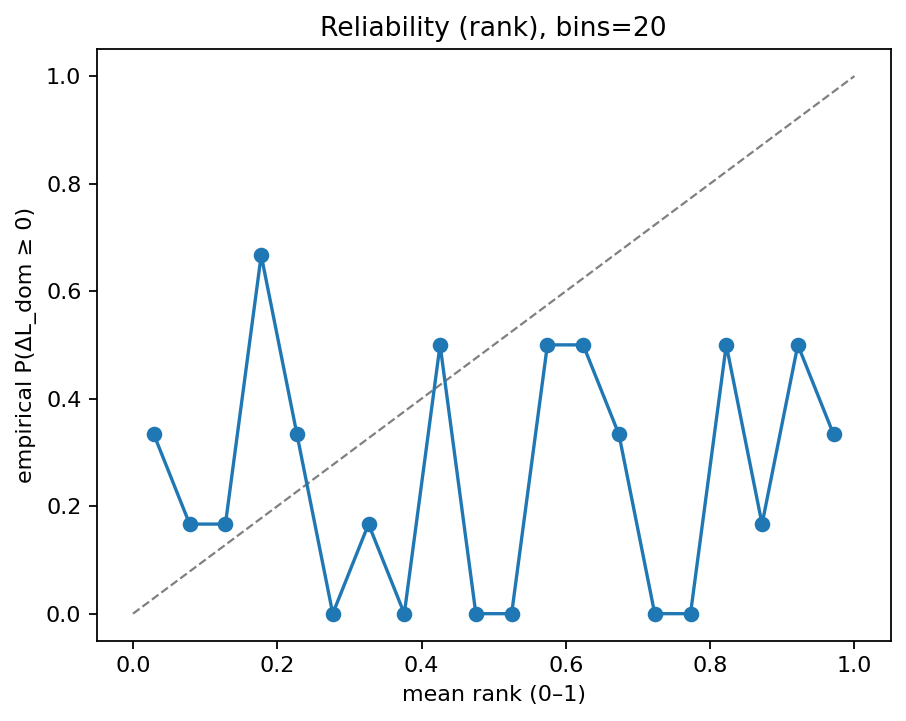 Reliability (rank), bins=20
empirical P(ΔL_dom ≥ 0)
1.0
0.8
0.6
0.4
0.2
0.0
0.0 0.2 0.4 0.6 0.8 1.0
mean rank (0–1)